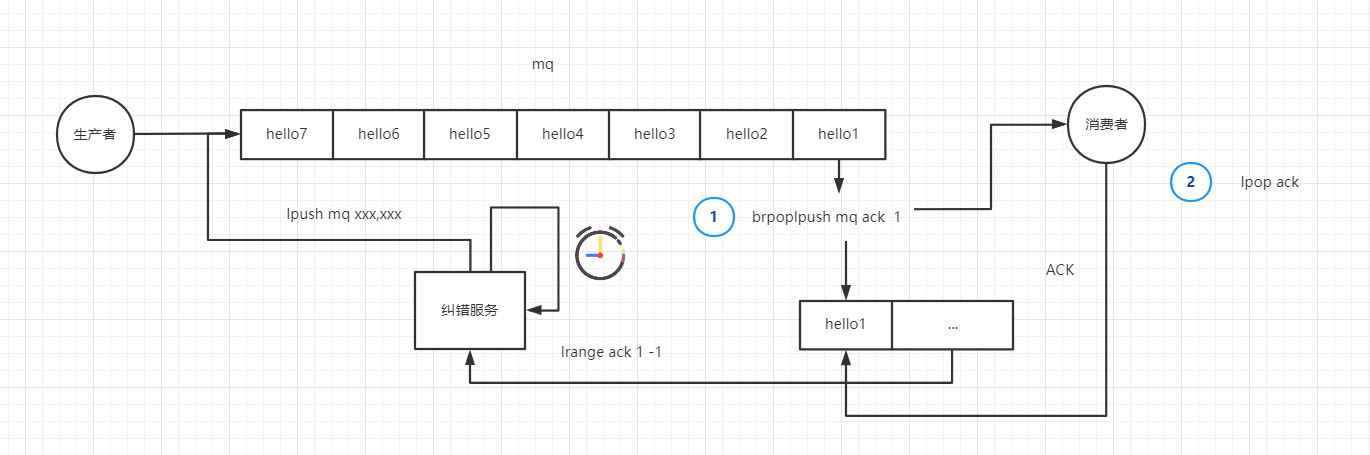 mq
生产者
hello7
hello6
hello5
hello4
hello3
hello2
hello1
消费者
lpush mq xxx,xxx
1
brpoplpush mq ack 1
2
lpop ack
ACK
纠错服务
hello1
...
lrange ack 1 -1